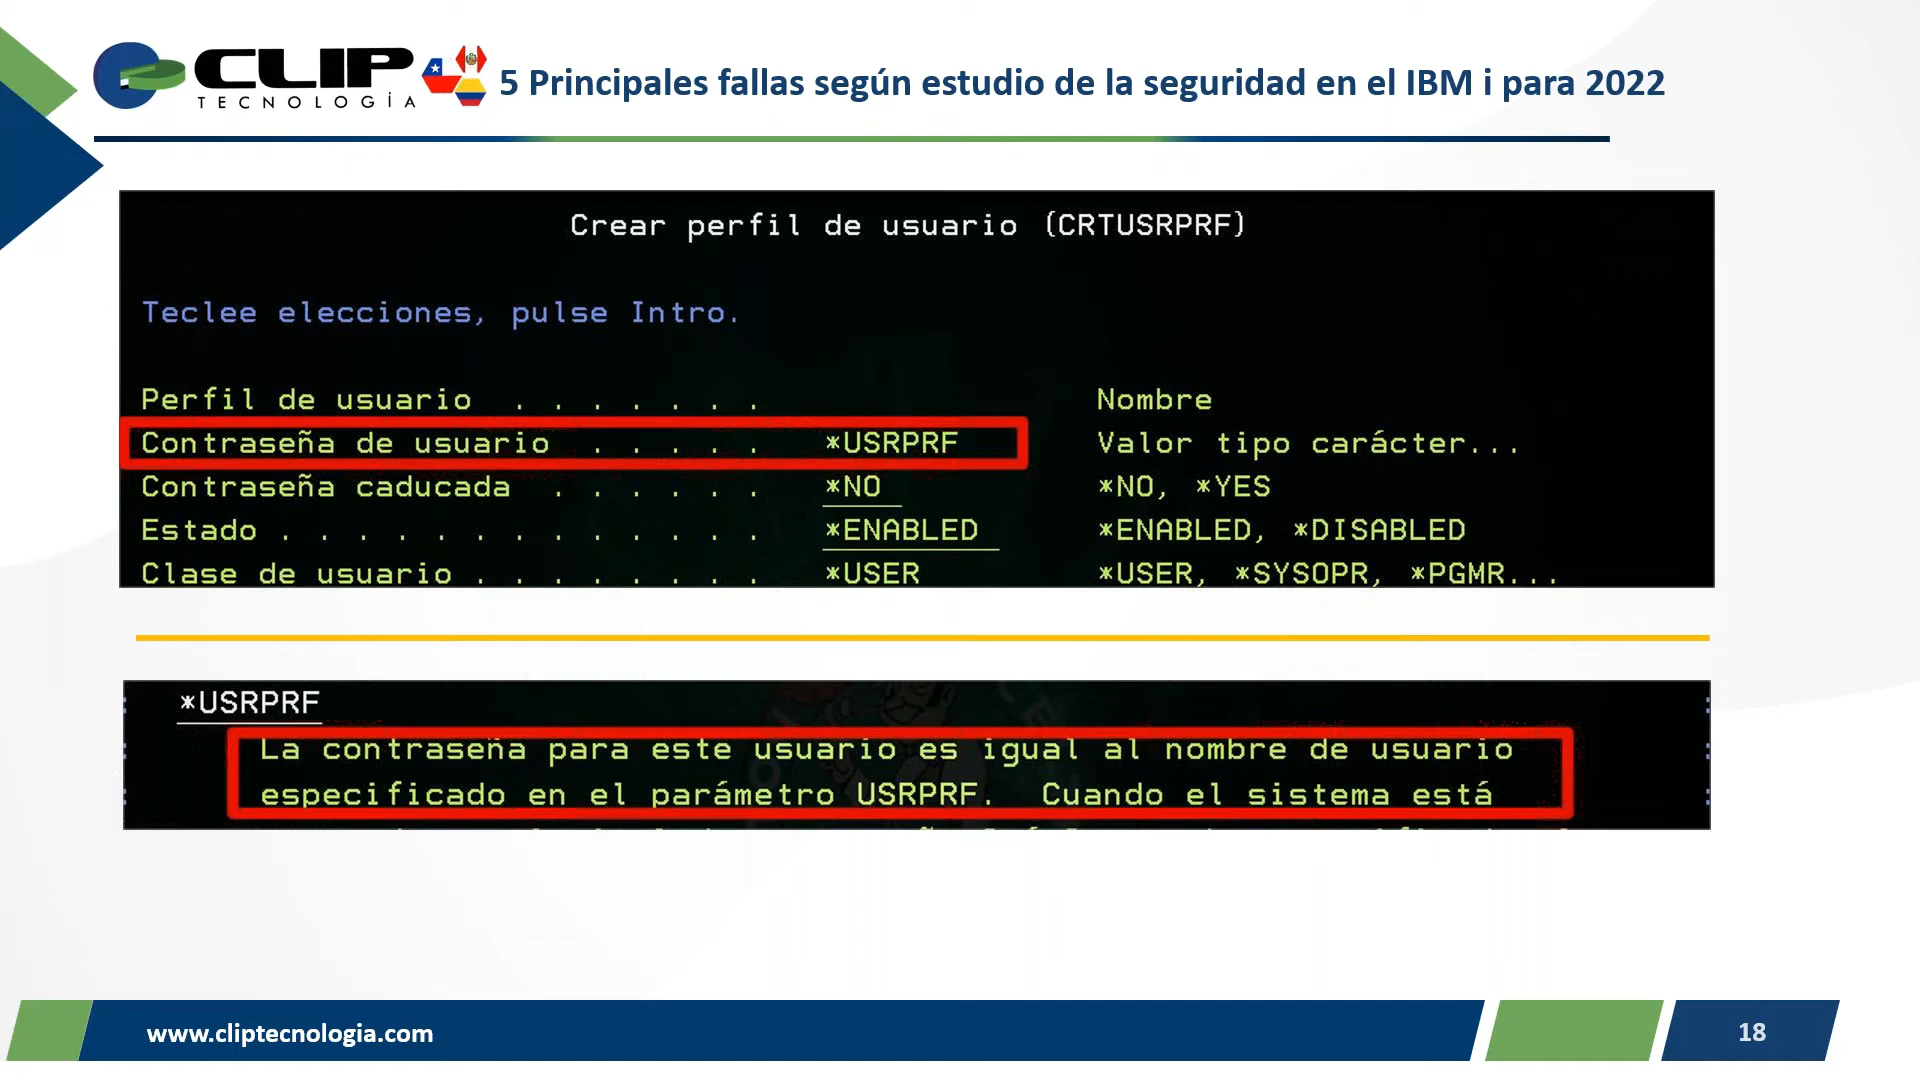 CLIP
TECNOLOGÍA
5 Principales fallas según estudio de la seguridad en el IBM i para 2022
Crear perfil de usuario (CRTUSRPRF)
Teclee elecciones, pulse Intro.
Perfil de usuario . . . . . . . Nombre
Contraseña de usuario . . . . . *USRPRF Valor tipo carácter...
Contraseña caducada . . . . . . *NO *NO, *YES
Estado . . . . . . . . . . . . . *ENABLED *ENABLED, *DISABLED
Clase de usuario . . . . . . . . *USER *USER, *SYSOPR, *PGMR...
*USRPRF
La contraseña para este usuario es igual al nombre de usuario
especificado en el parámetro USRPRF. Cuando el sistema está
www.cliptecnologia.com
18